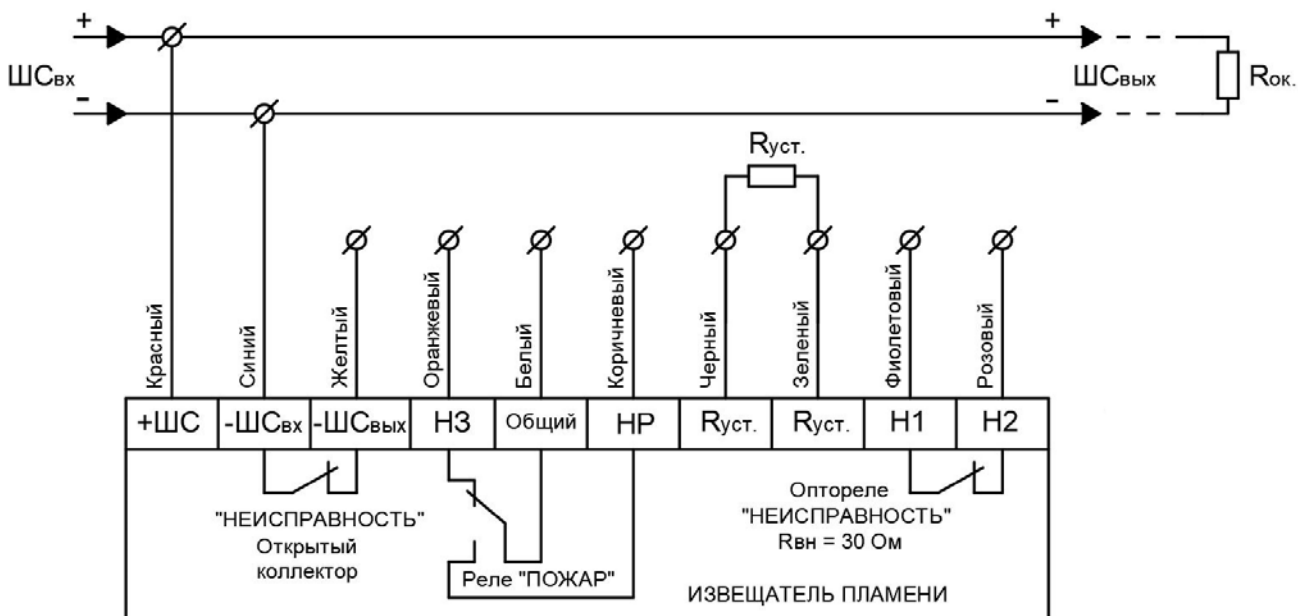 + +
ШСвх ШСвых Rок.
- -
Rуст.
Красный
Синий
Желтый
Оранжевый
Белый
Коричневый
Черный
Зеленый
Фиолетовый
Розовый
+ШС -ШСвх -ШСвых НЗ Общий НР Rуст. Rуст. Н1 Н2
"НЕИСПРАВНОСТЬ"
Открытый
коллектор
Реле "ПОЖАР"
Оптореле
"НЕИСПРАВНОСТЬ"
Rвн = 30 Ом
ИЗВЕЩАТЕЛЬ ПЛАМЕНИ